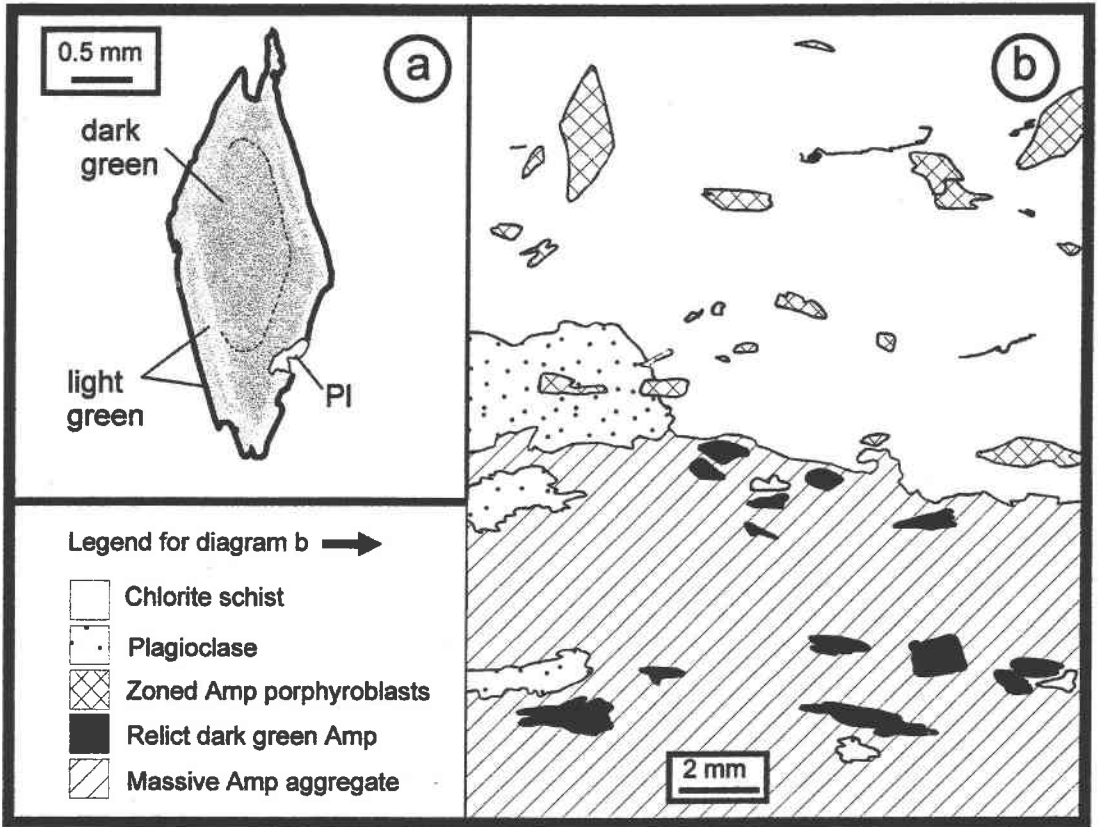 0.5 mm
a
dark
green
light
green
Pl
b
2 mm
Legend for diagram b
Chlorite schist
Plagioclase
Zoned Amp porphyroblasts
Relict dark green Amp
Massive Amp aggregate